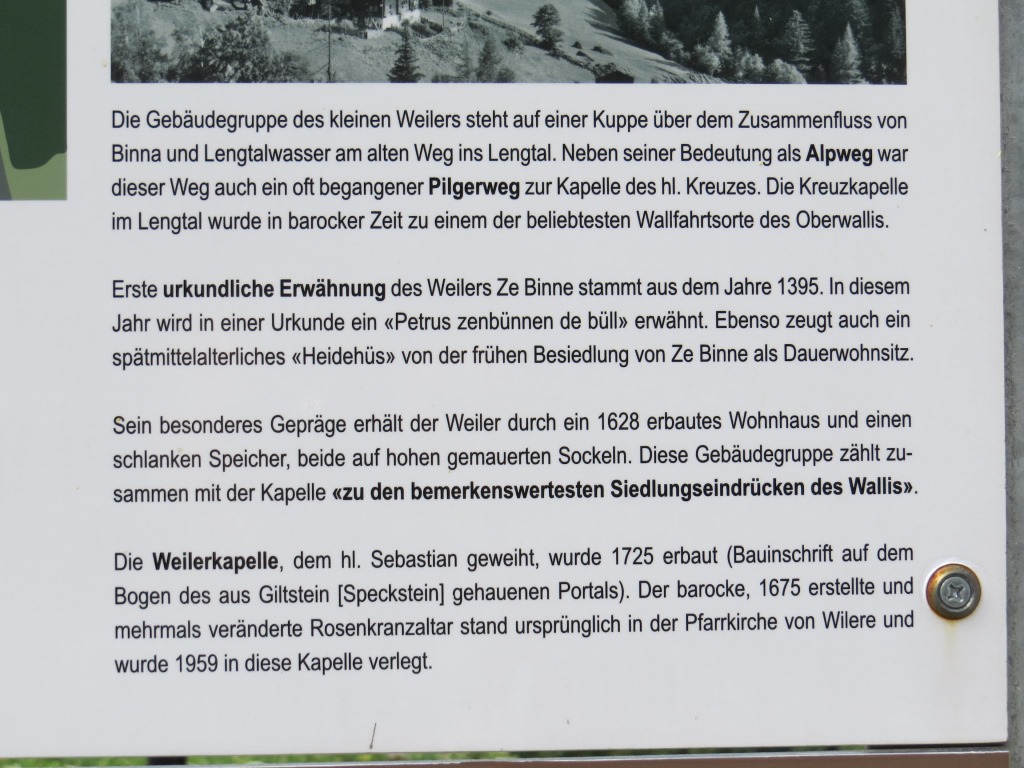 Die Gebäudegruppe des kleinen Weilers steht auf einer Kuppe über dem Zusammenfluss von
Binna und Lengtalwasser am alten Weg ins Lengtal. Neben seiner Bedeutung als Alpweg war
dieser Weg auch ein oft begangener Pilgerweg zur Kapelle des hl. Kreuzes. Die Kreuzkapelle
im Lengtal wurde in barocker Zeit zu einem der beliebtesten Wallfahrtsorte des Oberwallis.
Erste urkundliche Erwähnung des Weilers Ze Binne stammt aus dem Jahre 1395. In diesem
Jahr wird in einer Urkunde ein «Petrus zenbünnen de büll» erwähnt. Ebenso zeugt auch ein
spätmittelalterliches «Heidehüs» von der frühen Besiedlung von Ze Binne als Dauerwohnsitz.
Sein besonderes Gepräge erhält der Weiler durch ein 1628 erbautes Wohnhaus und einen
schlanken Speicher, beide auf hohen gemauerten Sockeln. Diese Gebäudegruppe zählt zu-
sammen mit der Kapelle «zu den bemerkenswertesten Siedlungseindrücken des Wallis».
Die Weilerkapelle, dem hl. Sebastian geweiht, wurde 1725 erbaut (Bauinschrift auf dem
Bogen des aus Giltstein [Speckstein] gehauenen Portals). Der barocke, 1675 erstellte und
mehrmals veränderte Rosenkranzaltar stand ursprünglich in der Pfarrkirche von Wilere und
wurde 1959 in diese Kapelle verlegt.